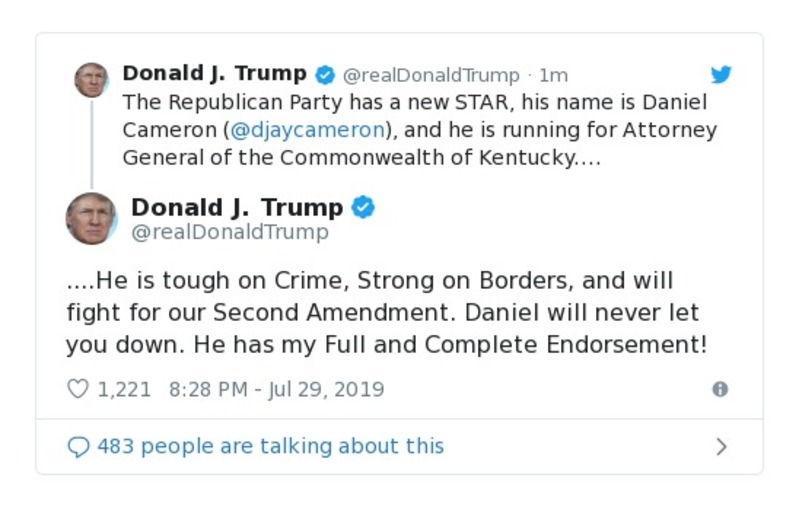 Donald J. Trump @realDonaldTrump · 1m
The Republican Party has a new STAR, his name is Daniel
Cameron (@djaycameron), and he is running for Attorney
General of the Commonwealth of Kentucky....
Donald J. Trump
@realDonaldTrump
....He is tough on Crime, Strong on Borders, and will
fight for our Second Amendment. Daniel will never let
you down. He has my Full and Complete Endorsement!
1,221 8:28 PM - Jul 29, 2019
483 people are talking about this